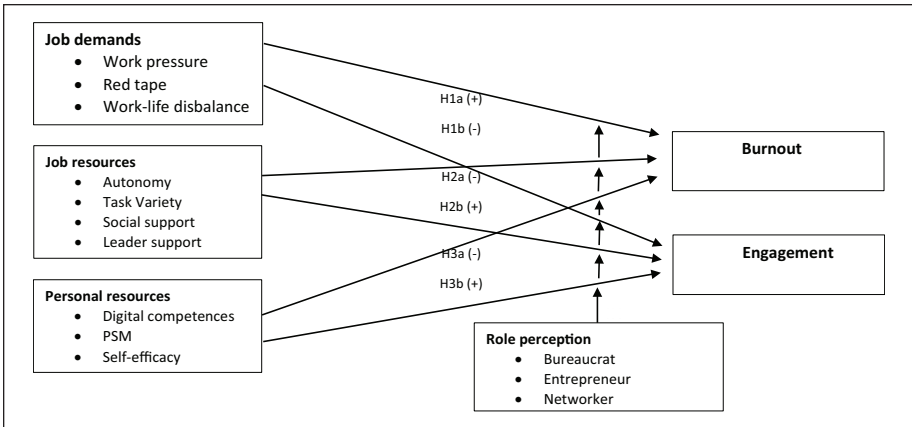 Job demands
• Work pressure
• Red tape
• Work-life disbalance
Job resources
• Autonomy
• Task Variety
• Social support
• Leader support
Personal resources
• Digital competences
• PSM
• Self-efficacy
H1a (+)
H1b (-)
H2a (-)
H2b (+)
H3a (-)
H3b (+)
Burnout
Engagement
Role perception
• Bureaucrat
• Entrepreneur
• Networker